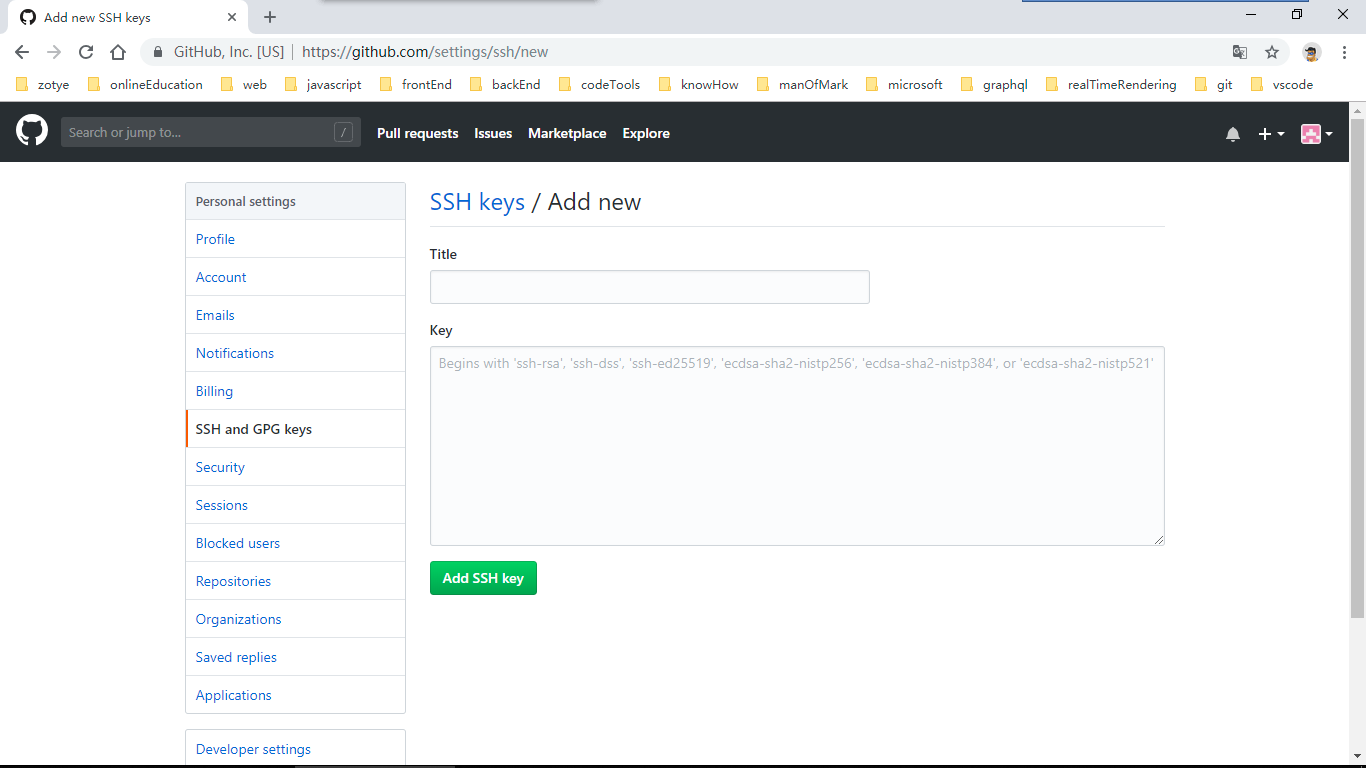 Add new SSH keys
GitHub, Inc. [US] | https://github.com/settings/ssh/new
zotye onlineEducation web javascript frontEnd backEnd codeTools knowHow manOfMark microsoft graphql realTimeRendering git vscode
Search or jump to... / Pull requests Issues Marketplace Explore
Personal settings
Profile
Account
Emails
Notifications
Billing
SSH and GPG keys
Security
Sessions
Blocked users
Repositories
Organizations
Saved replies
Applications
Developer settings
SSH keys / Add new
Title
Key
Begins with 'ssh-rsa', 'ssh-dss', 'ssh-ed25519', 'ecdsa-sha2-nistp256', 'ecdsa-sha2-nistp384', or 'ecdsa-sha2-nistp521'
Add SSH key